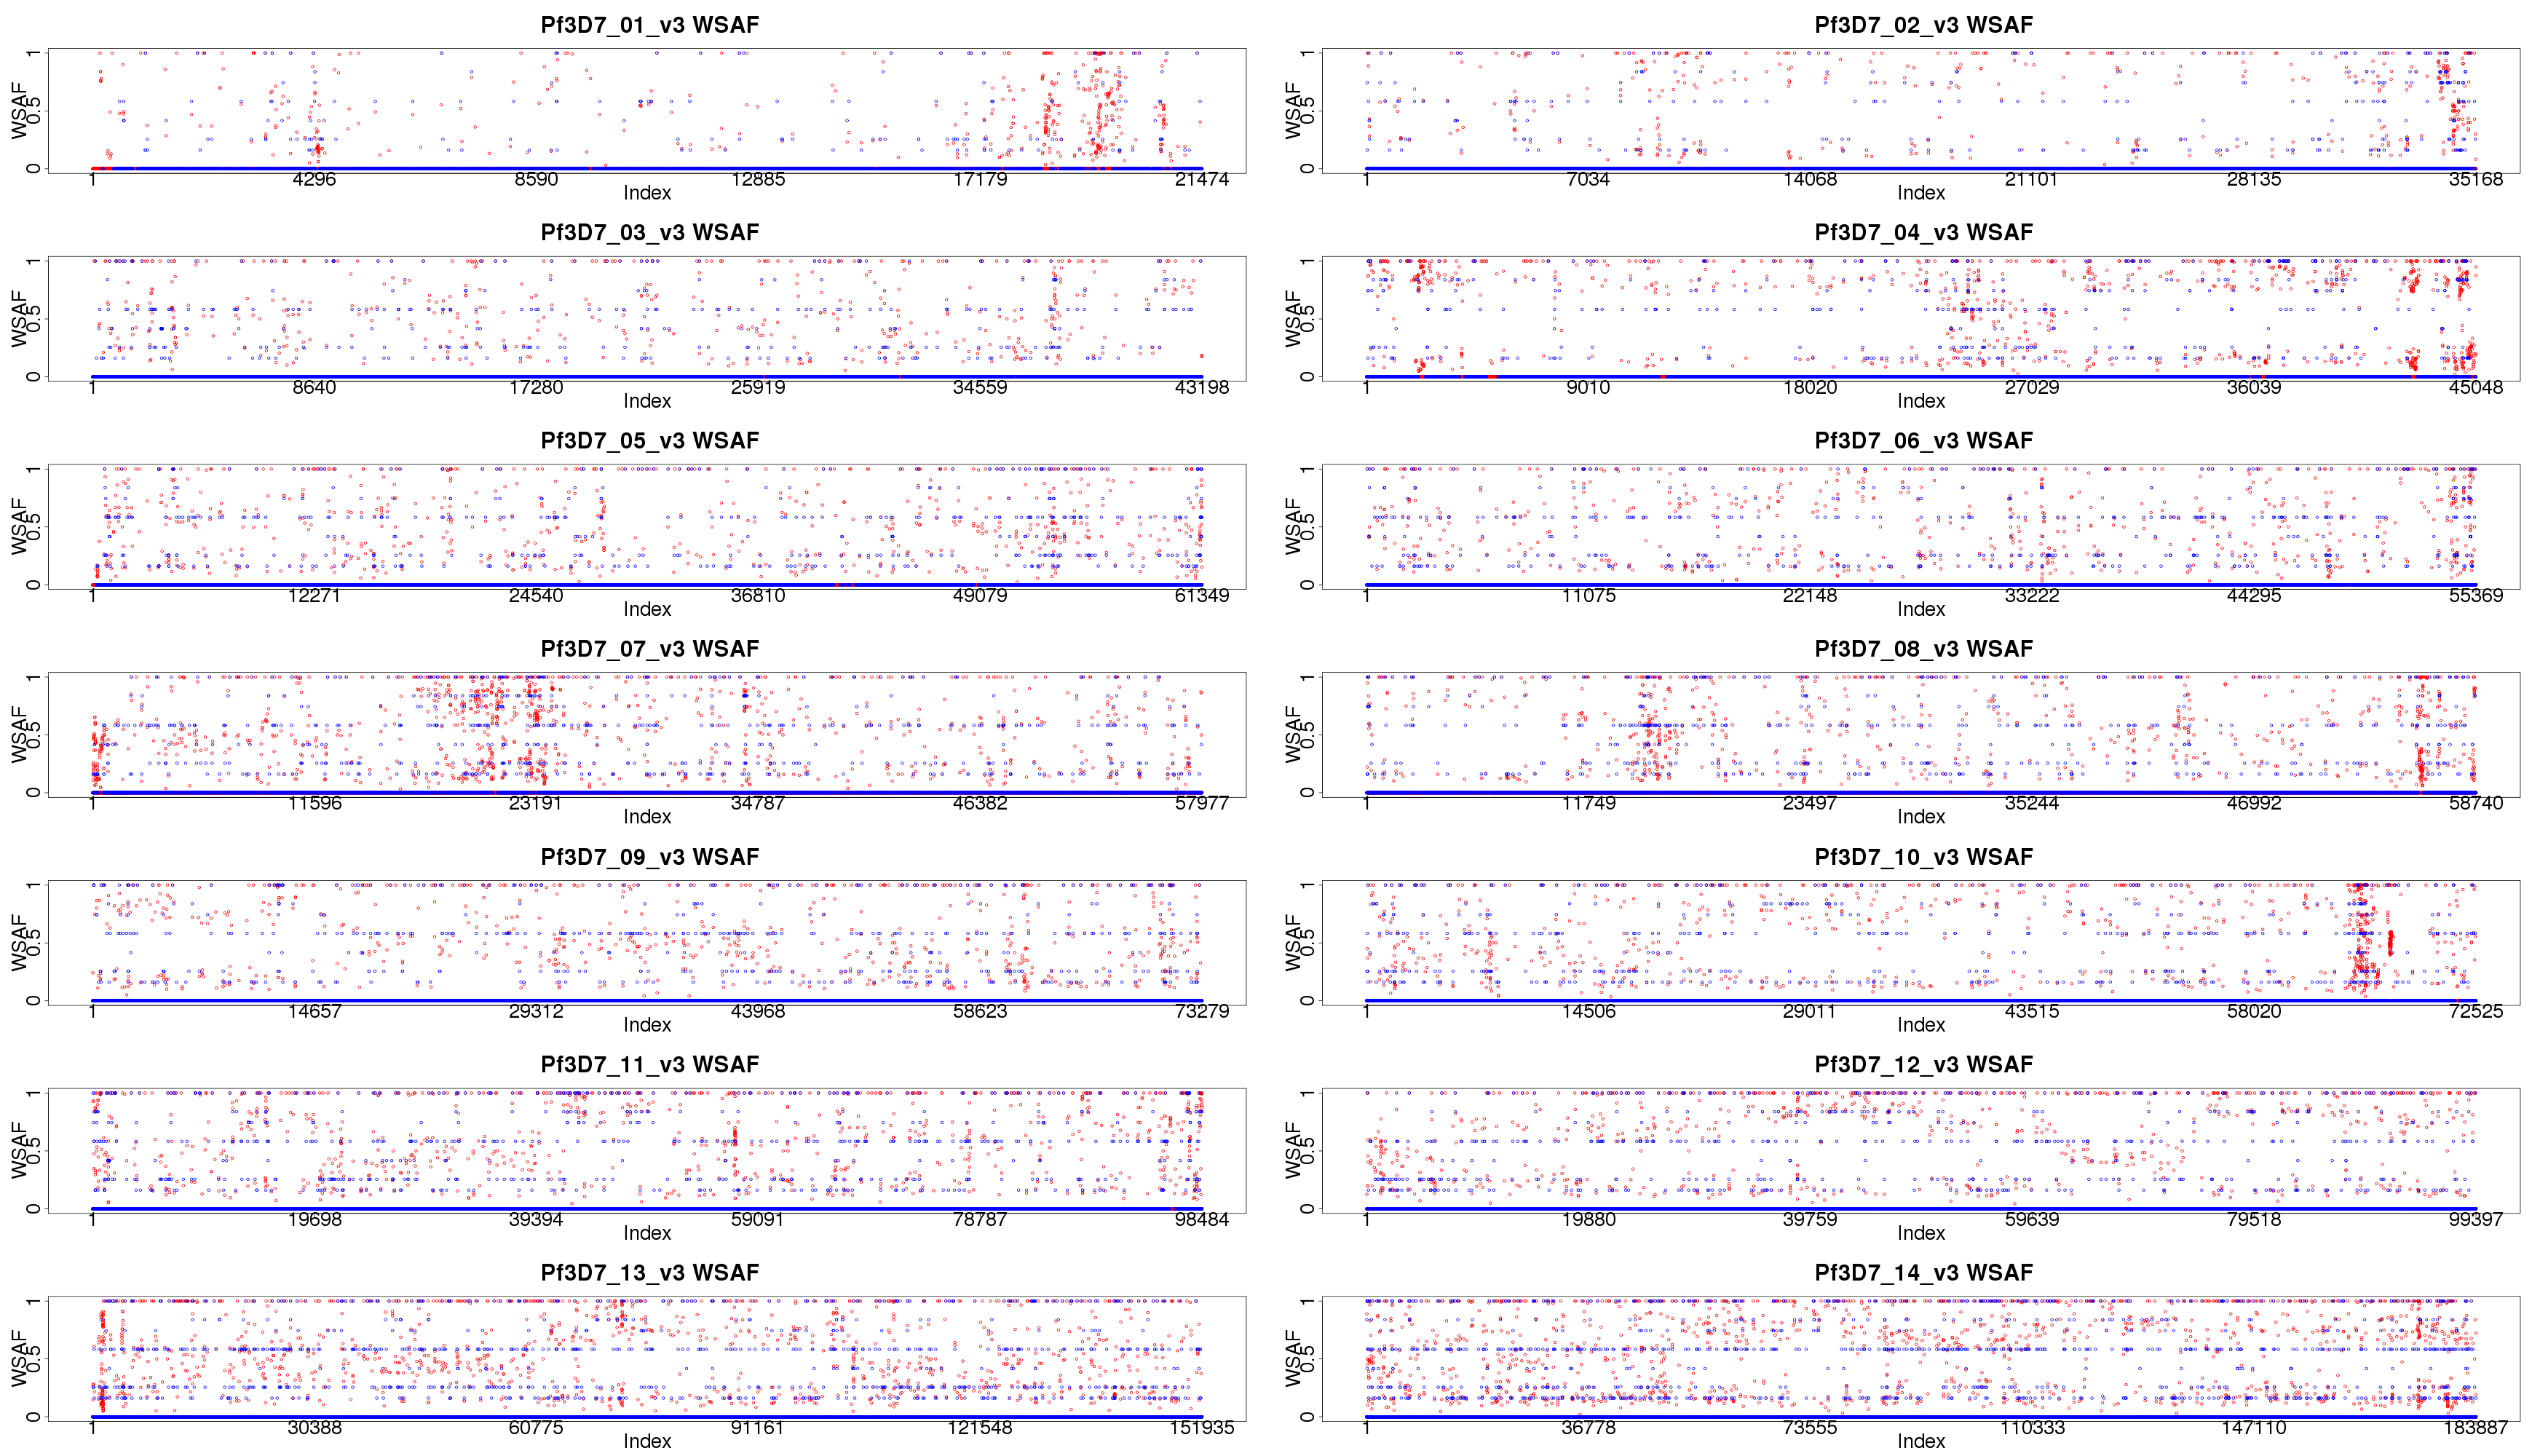 Pf3D7_01_v3 WSAF
WSAF
0 0.5 1
1 4296 8590 12885 17179 21474
Index
Pf3D7_02_v3 WSAF
WSAF
0 0.5 1
1 7034 14068 21101 28135 35168
Index
Pf3D7_03_v3 WSAF
WSAF
0 0.5 1
1 8640 17280 25919 34559 43198
Index
Pf3D7_04_v3 WSAF
WSAF
0 0.5 1
1 9010 18020 27029 36039 45048
Index
Pf3D7_05_v3 WSAF
WSAF
0 0.5 1
1 12271 24540 36810 49079 61349
Index
Pf3D7_06_v3 WSAF
WSAF
0 0.5 1
1 11075 22148 33222 44295 55369
Index
Pf3D7_07_v3 WSAF
WSAF
0 0.5 1
1 11596 23191 34787 46382 57977
Index
Pf3D7_08_v3 WSAF
WSAF
0 0.5 1
1 11749 23497 35244 46992 58740
Index
Pf3D7_09_v3 WSAF
WSAF
0 0.5 1
1 14657 29312 43968 58623 73279
Index
Pf3D7_10_v3 WSAF
WSAF
0 0.5 1
1 14506 29011 43515 58020 72525
Index
Pf3D7_11_v3 WSAF
WSAF
0 0.5 1
1 19698 39394 59091 78787 98484
Index
Pf3D7_12_v3 WSAF
WSAF
0 0.5 1
1 19880 39759 59639 79518 99397
Index
Pf3D7_13_v3 WSAF
WSAF
0 0.5 1
1 30388 60775 91161 121548 151935
Index
Pf3D7_14_v3 WSAF
WSAF
0 0.5 1
1 36778 73555 110333 147110 183887
Index